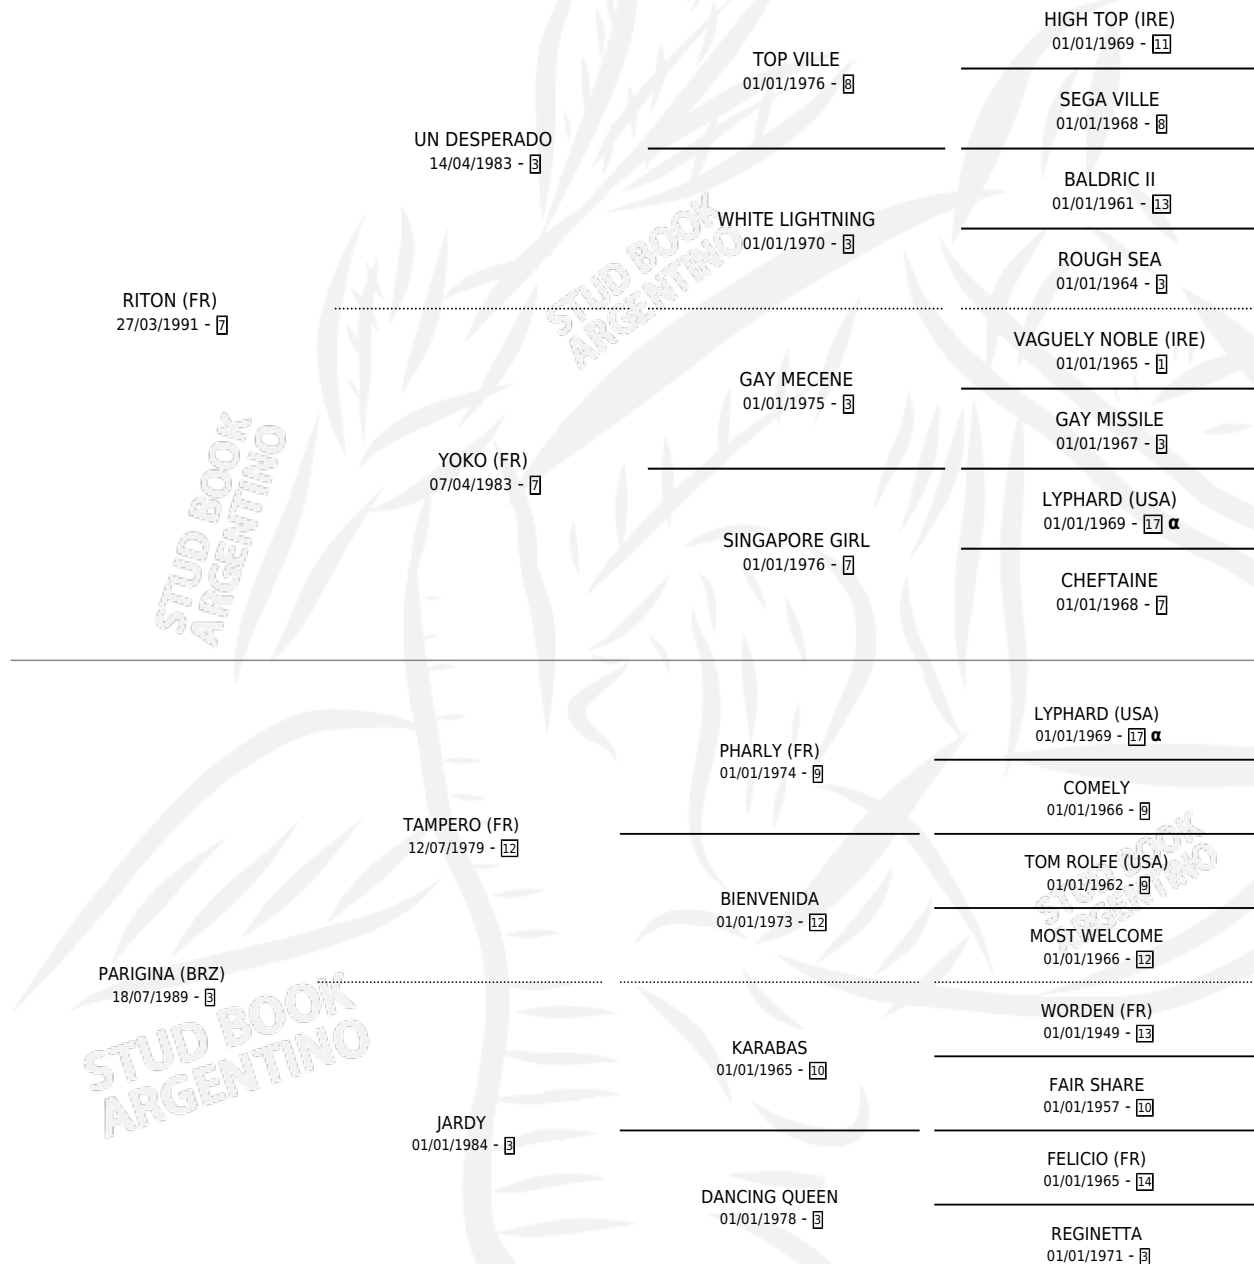 HIGH TOP (IRE)
01/01/1969 - 11
TOP VILLE
01/01/1976 - 8
SEGA VILLE
01/01/1968 - 8
UN DESPERADO
14/04/1983 - 3
BALDRIC II
01/01/1961 - 13
WHITE LIGHTNING
01/01/1970 - 3
ROUGH SEA
01/01/1964 - 3
STUD BOOK
ARGENTINO
RITON (FR)
27/03/1991 - 7
VAGUELY NOBLE (IRE)
01/01/1965 - 1
GAY MECENE
01/01/1975 - 3
GAY MISSILE
01/01/1967 - 3
YOKO (FR)
07/04/1983 - 7
LYPHARD (USA)
01/01/1969 - 17 α
SINGAPORE GIRL
01/01/1976 - 7
CHEFTAINE
01/01/1968 - 7
STUD BOOK
ARGENTINO
LYPHARD (USA)
01/01/1969 - 17 α
PHARLY (FR)
01/01/1974 - 9
COMELY
01/01/1966 - 9
TAMPERO (FR)
12/07/1979 - 12
TOM ROLFE (USA)
01/01/1962 - 9
BIENVENIDA
01/01/1973 - 12
MOST WELCOME
01/01/1966 - 12
STUD BOOK
ARGENTINO
PARIGINA (BRZ)
18/07/1989 - 3
WORDEN (FR)
01/01/1949 - 13
KARABAS
01/01/1965 - 10
FAIR SHARE
01/01/1957 - 10
JARDY
01/01/1984 - 3
FELICIO (FR)
01/01/1965 - 14
DANCING QUEEN
01/01/1978 - 3
REGINETTA
01/01/1971 - 3
STUD BOOK
ARGENTINO